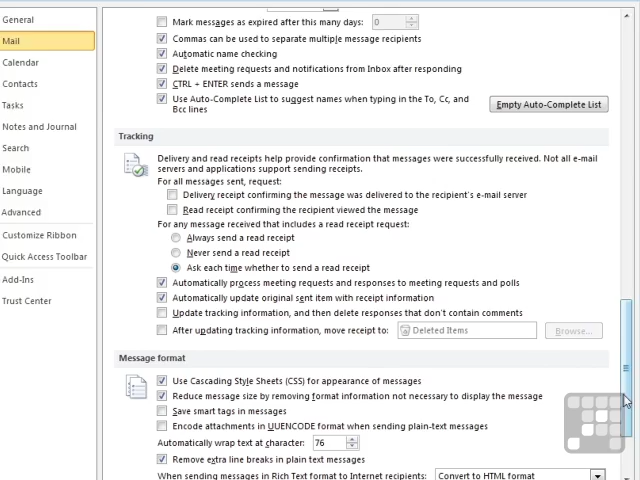 General
Mail
Calendar
Contacts
Tasks
Notes and Journal
Search
Mobile
Language
Advanced
Customize Ribbon
Quick Access Toolbar
Add-Ins
Trust Center
Mark messages as expired after this many days: 0
Commas can be used to separate multiple message recipients
Automatic name checking
Delete meeting requests and notifications from Inbox after responding
CTRL + ENTER sends a message
Use Auto-Complete List to suggest names when typing in the To, Cc, and
Bcc lines
Empty Auto-Complete List
Tracking
Delivery and read receipts help provide confirmation that messages were successfully received. Not all e-mail
servers and applications support sending receipts.
For all messages sent, request:
Delivery receipt confirming the message was delivered to the recipient's e-mail server
Read receipt confirming the recipient viewed the message
For any message received that includes a read receipt request:
Always send a read receipt
Never send a read receipt
Ask each time whether to send a read receipt
Automatically process meeting requests and responses to meeting requests and polls
Automatically update original sent item with receipt information
Update tracking information, and then delete responses that don't contain comments
After updating tracking information, move receipt to: Deleted Items Browse...
Message format
Use Cascading Style Sheets (CSS) for appearance of messages
Reduce message size by removing format information not necessary to display the message
Save smart tags in messages
Encode attachments in UUENCODE format when sending plain-text messages
Automatically wrap text at character: 76
Remove extra line breaks in plain text messages
When sending messages in Rich Text format to Internet recipients: Convert to HTML format